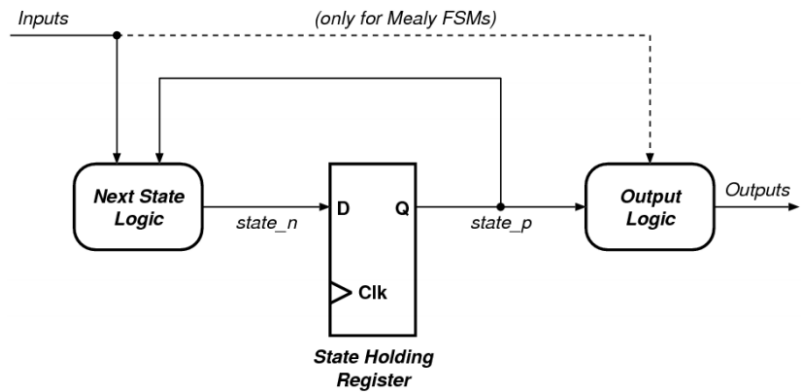 Inputs
(only for Mealy FSMs)
Next State
Logic
state_n
D
Q
Clk
state_p
Output
Logic
Outputs
State Holding
Register